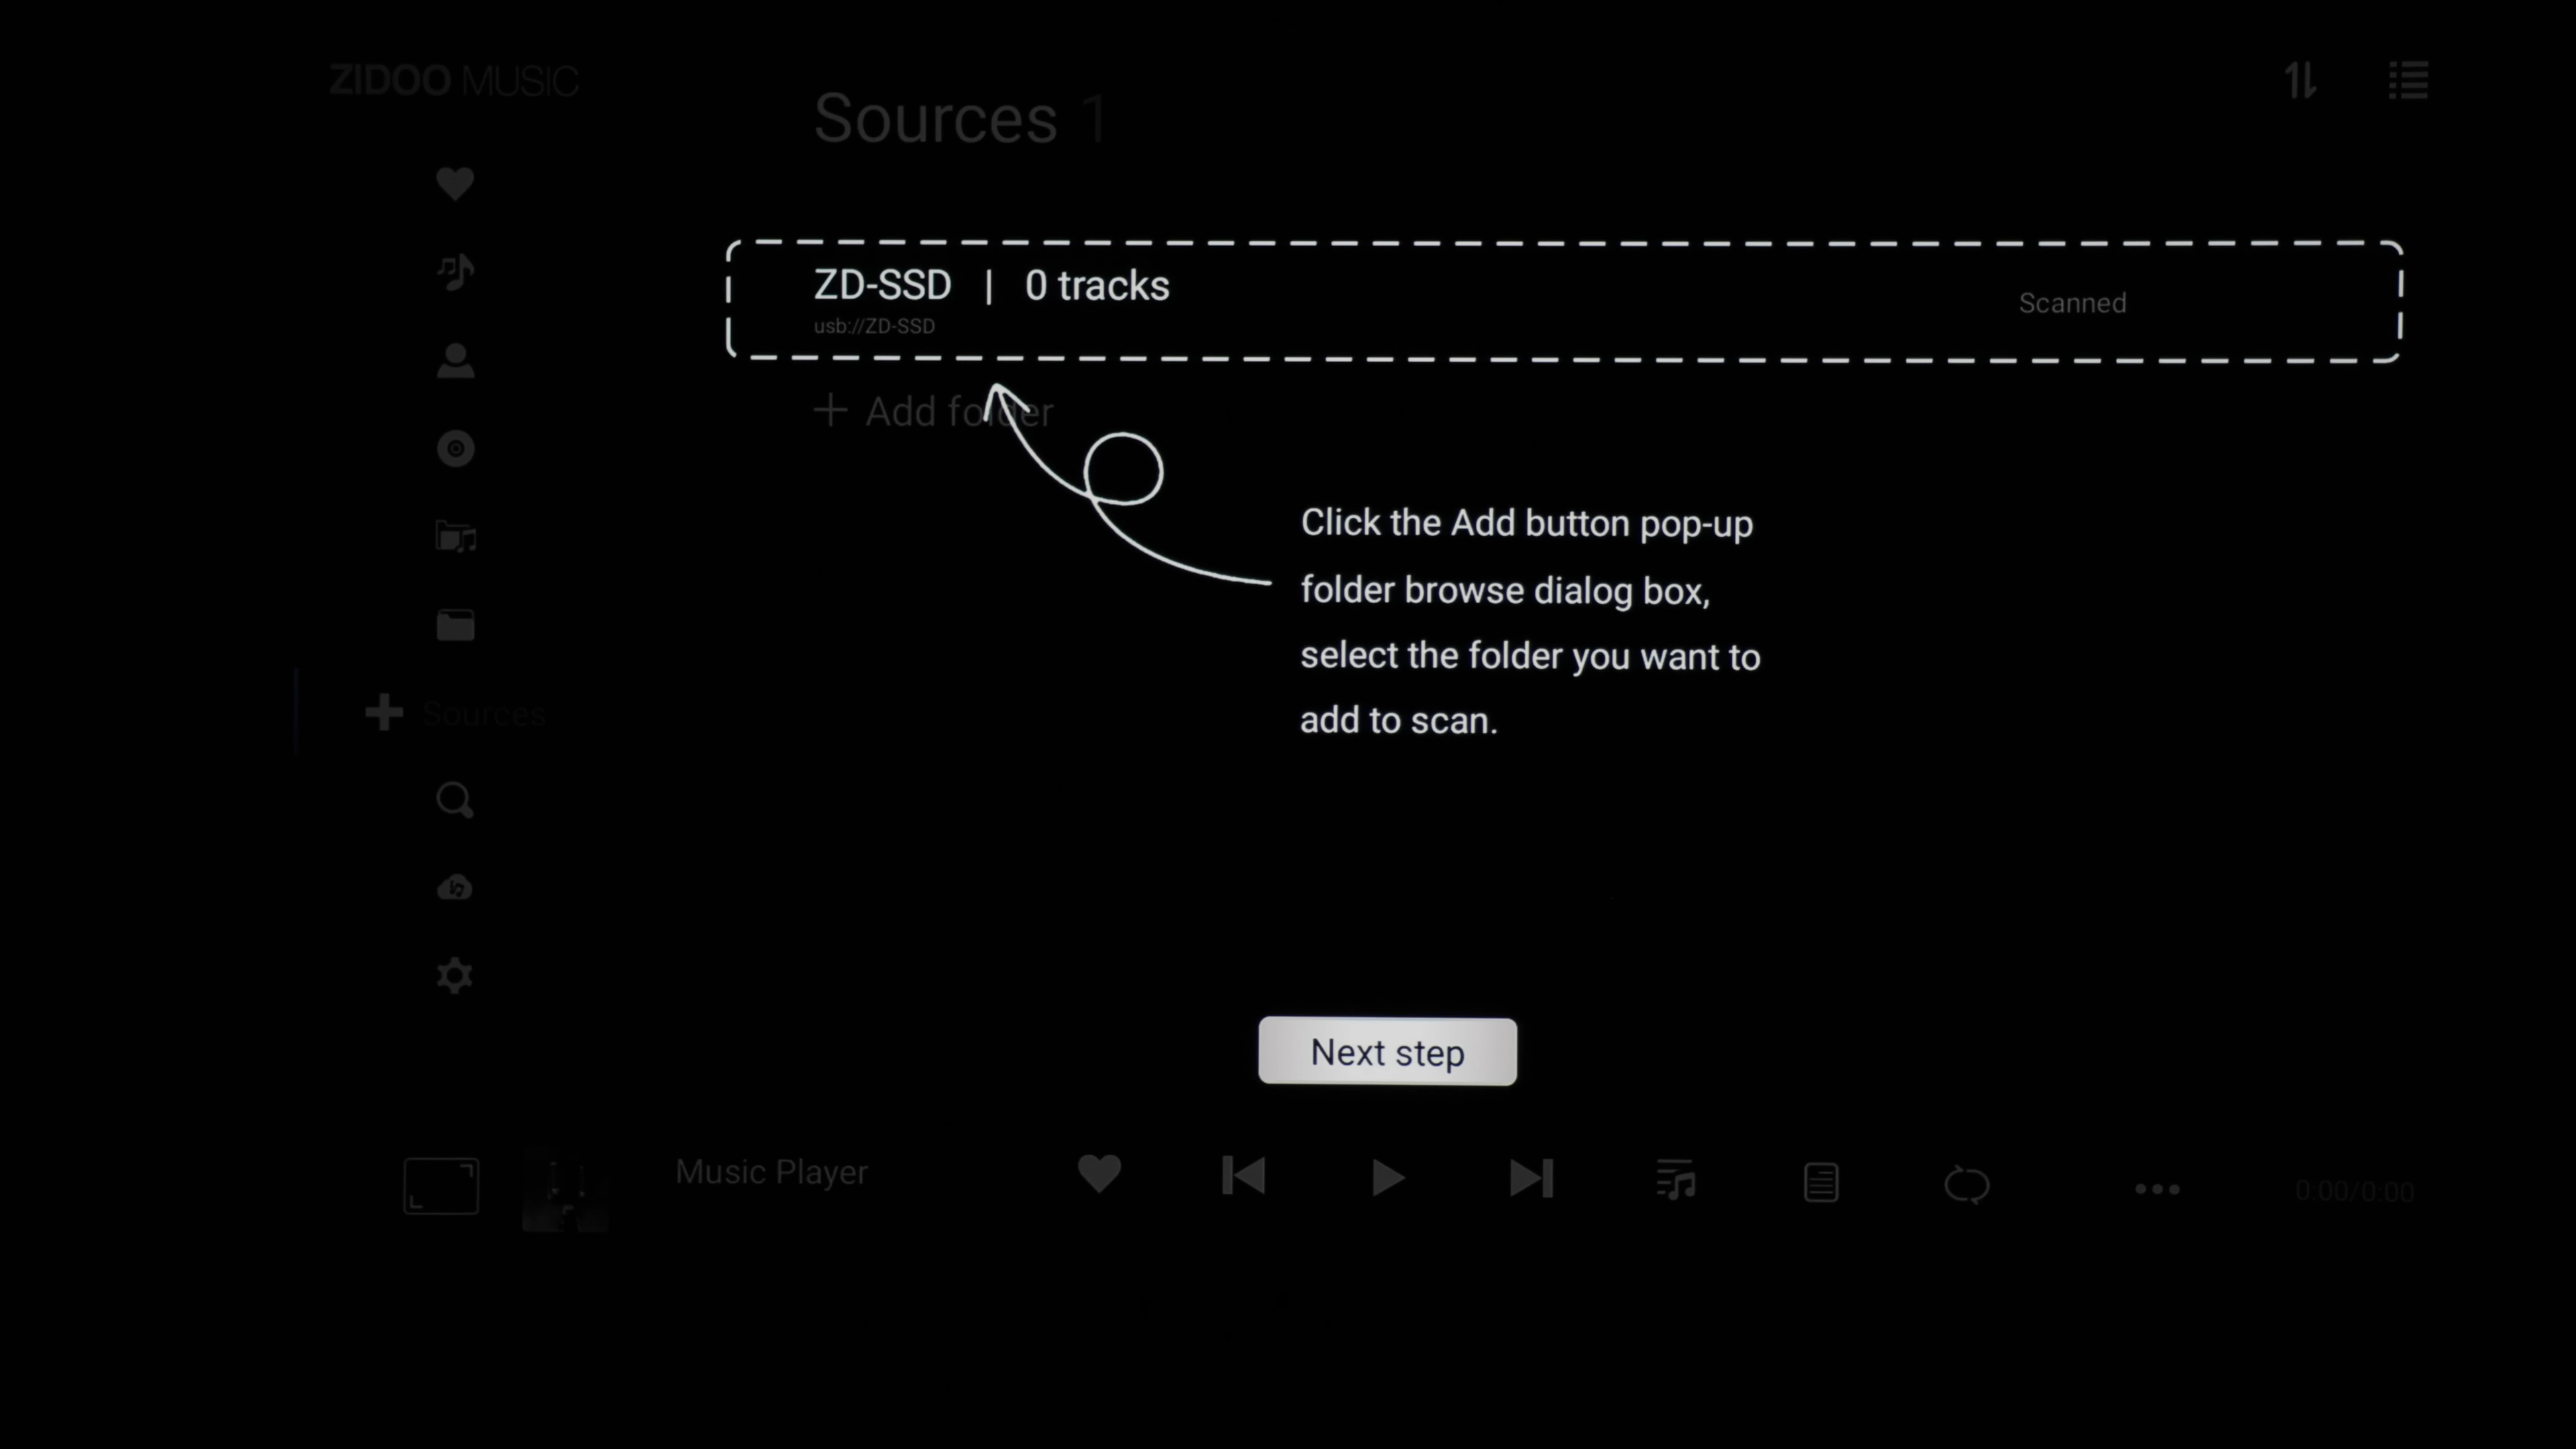 ZIDOO MUSIC
Sources 1
ZD-SSD | 0 tracks
usb://ZD-SSD
Scanned
+ Add folder
Click the Add button pop-up
folder browse dialog box,
select the folder you want to
add to scan.
Sources
Next step
Music Player
0:00/0:00